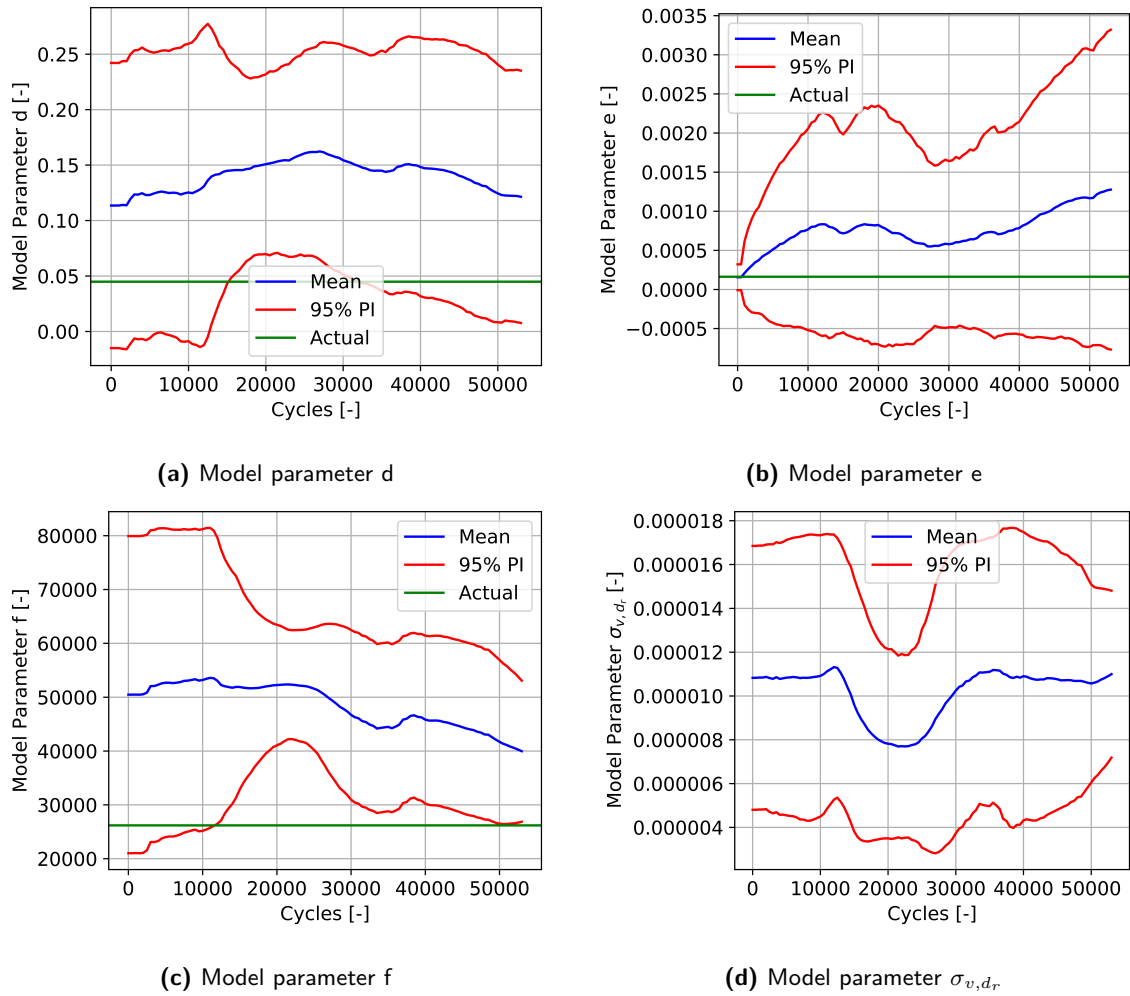 0.25
0.20
0.15
0.10
0.05
0.00
Model Parameter d [-]
Mean
95% PI
Actual
0 10000 20000 30000 40000 50000
Cycles [-]
(a) Model parameter d
0.0035
0.0030
0.0025
0.0020
0.0015
0.0010
0.0005
0.0000
−0.0005
Model Parameter e [-]
Mean
95% PI
Actual
0 10000 20000 30000 40000 50000
Cycles [-]
(b) Model parameter e
80000
70000
60000
50000
40000
30000
20000
Model Parameter f [-]
Mean
95% PI
Actual
0 10000 20000 30000 40000 50000
Cycles [-]
(c) Model parameter f
0.000018
0.000016
0.000014
0.000012
0.000010
0.000008
0.000006
0.000004
Model Parameter σ_{v,d_r} [-]
Mean
95% PI
0 10000 20000 30000 40000 50000
Cycles [-]
(d) Model parameter σ_{v,d_r}